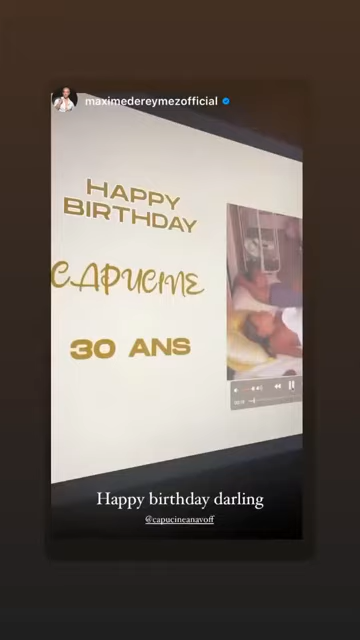 maximedereymezofficial
HAPPY
BIRTHDAY
CAPUCINE
30 ANS
Happy birthday darling
@capucineanavoff